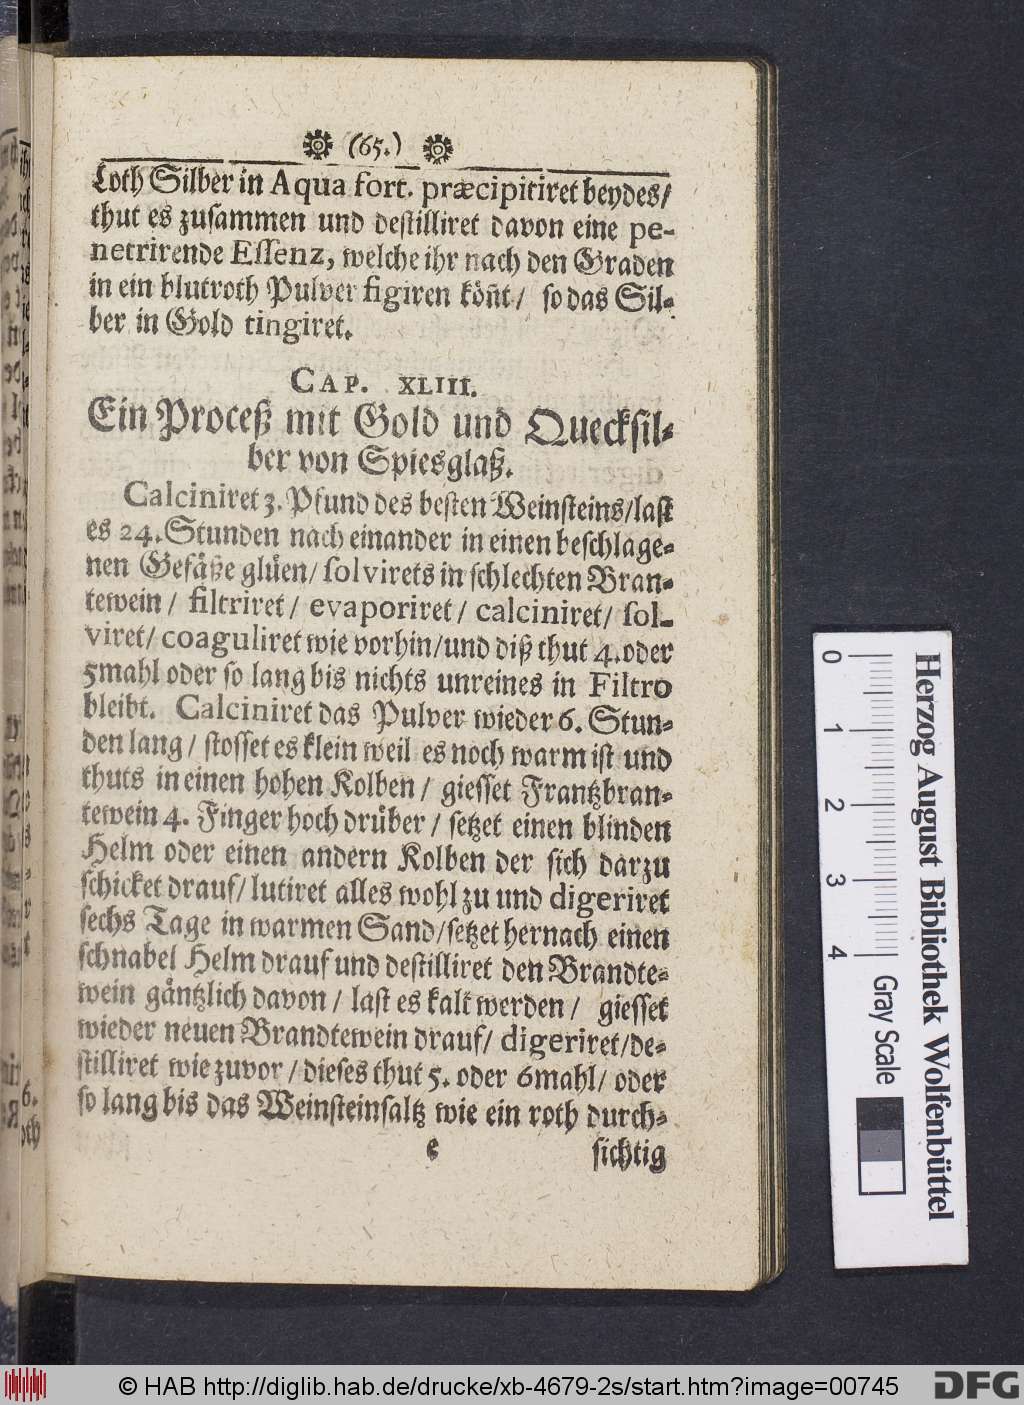 (65.)
Loth Silber in Aqua fort. præcipitiret beydes/
thut es zusammen und destilliret davon eine pe-
netrirende Essenz, welche ihr nach den Graden
in ein blutroth Pulver figiren köñt/ so das Sil-
ber in Gold tingiret.
CAP. XLIII.
Ein Proceß mit Gold und Quecksil-
ber von Spiesglaß.
Calciniret 3. Pfund des besten Weinsteins/last
es 24. Stunden nach einander in einen beschlage-
nen Gefäße glüen/ solvirets in schlechten Bran-
tewein/ filtriret/ evaporiret/ calciniret/ sol-
viret/ coaguliret wie vorhin/und diß thut 4. oder
5mahl oder so lang bis nichts unreines in Filtro
bleibt. Calciniret das Pulver wieder 6. Stun-
den lang/ stosset es klein weil es noch warm ist und
thuts in einen hohen Kolben/ giesset Frantzbran-
tewein 4. Finger hoch drüber/ setzet einen blinden
Helm oder einen andern Kolben der sich darzu
schicket drauf/ lutiret alles wohl zu und digeriret
sechs Tage in warmen Sand/setzet hernach einen
schnabel Helm drauf und destilliret den Brandte-
wein gäntzlich davon/ last es kalt werden/ giesset
wieder neuen Brandtewein drauf/ digeriret/de-
stilliret wie zuvor/ dieses thut 5. oder 6mahl/ oder
so lang bis das Weinsteinsaltz wie ein roth durch-
e sichtig
0 1 2 3 4
Gray Scale
Herzog August Bibliothek Wolfenbüttel
© HAB http://diglib.hab.de/drucke/xb-4679-2s/start.htm?image=00745
DFG